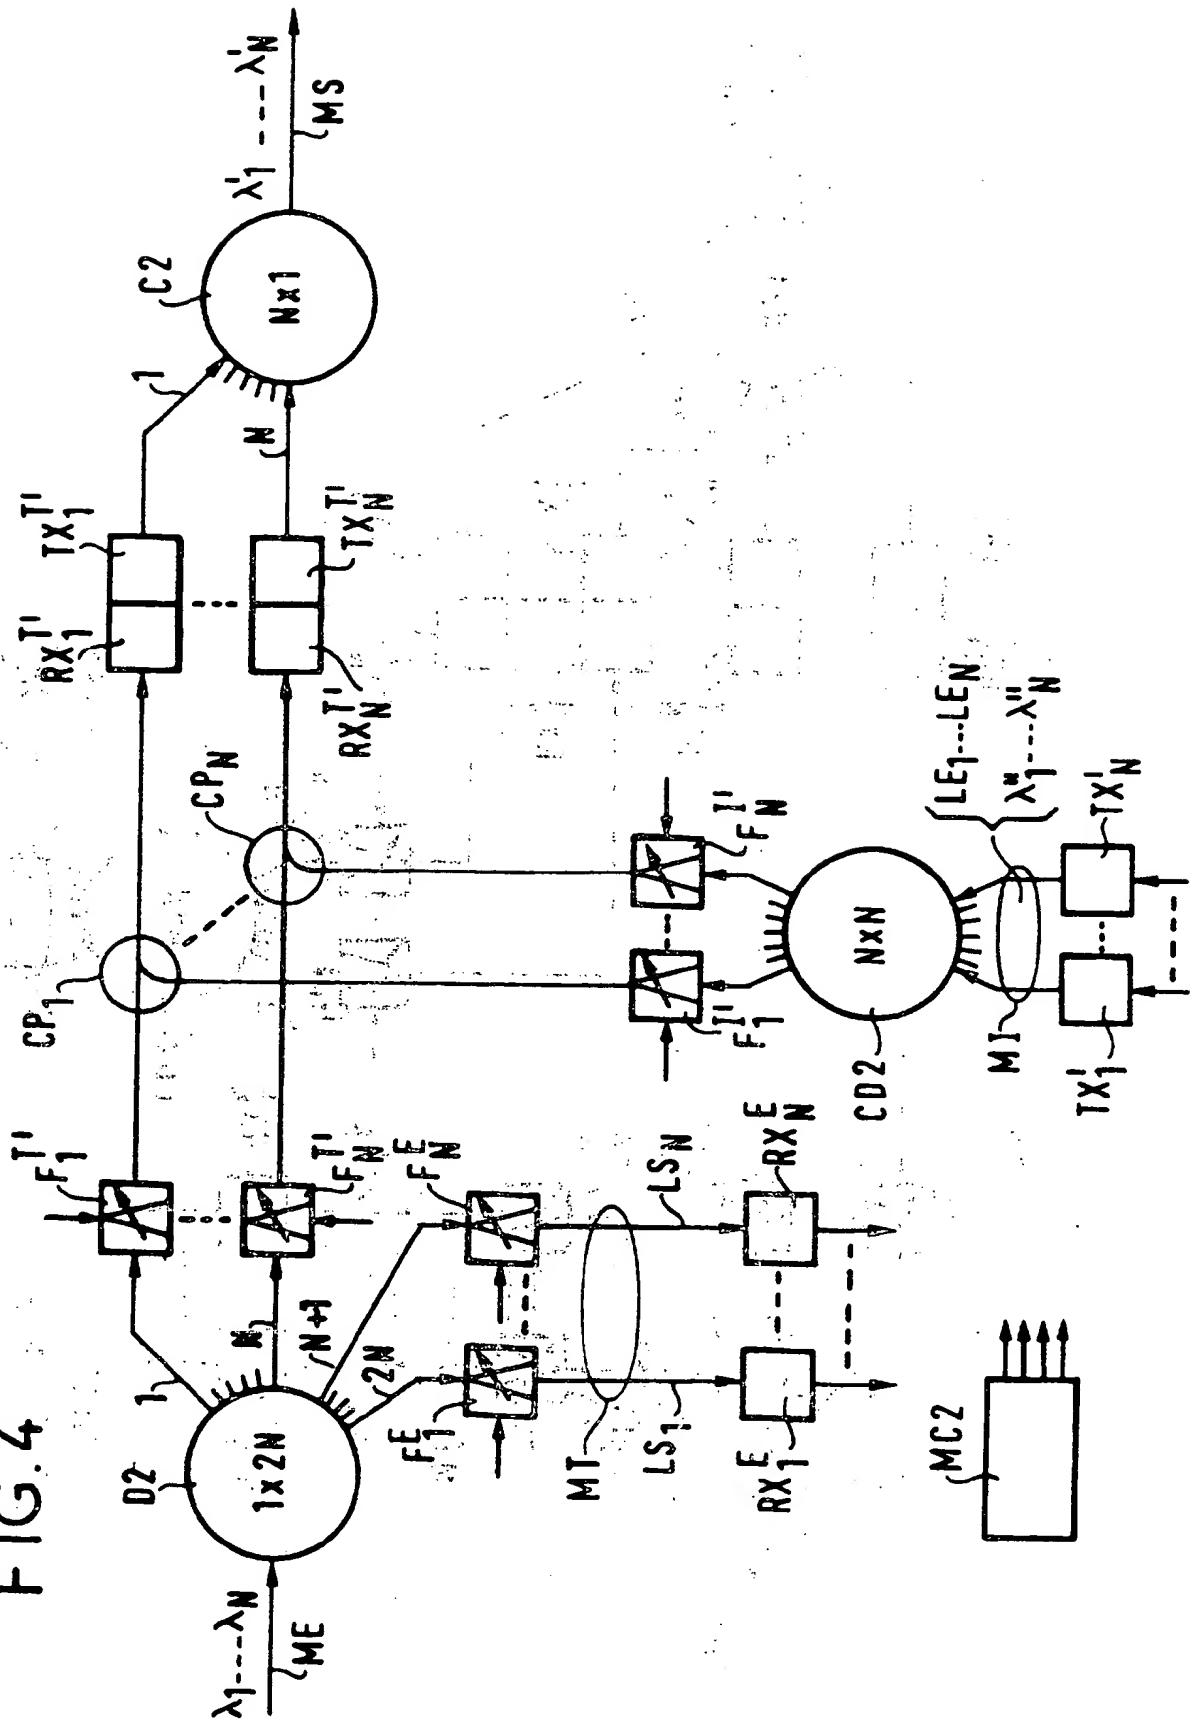 FIG. 4
λ1---λN
ME
D2
1x2N
1
N
N+1
2N
F1T'
FNT'
F1E
FNE
MT
LS1
LSN
RX1E
RXNE
MC2
CP1
CPN
RX1T'
TX1T'
RXNT'
TXNT'
1
N
C2
Nx1
λ'1 ---- λ'N
MS
F1I'
FNI'
CD2
NxN
MI
LE1---LEN
λ"1----λ"N
TX'1
TX'N